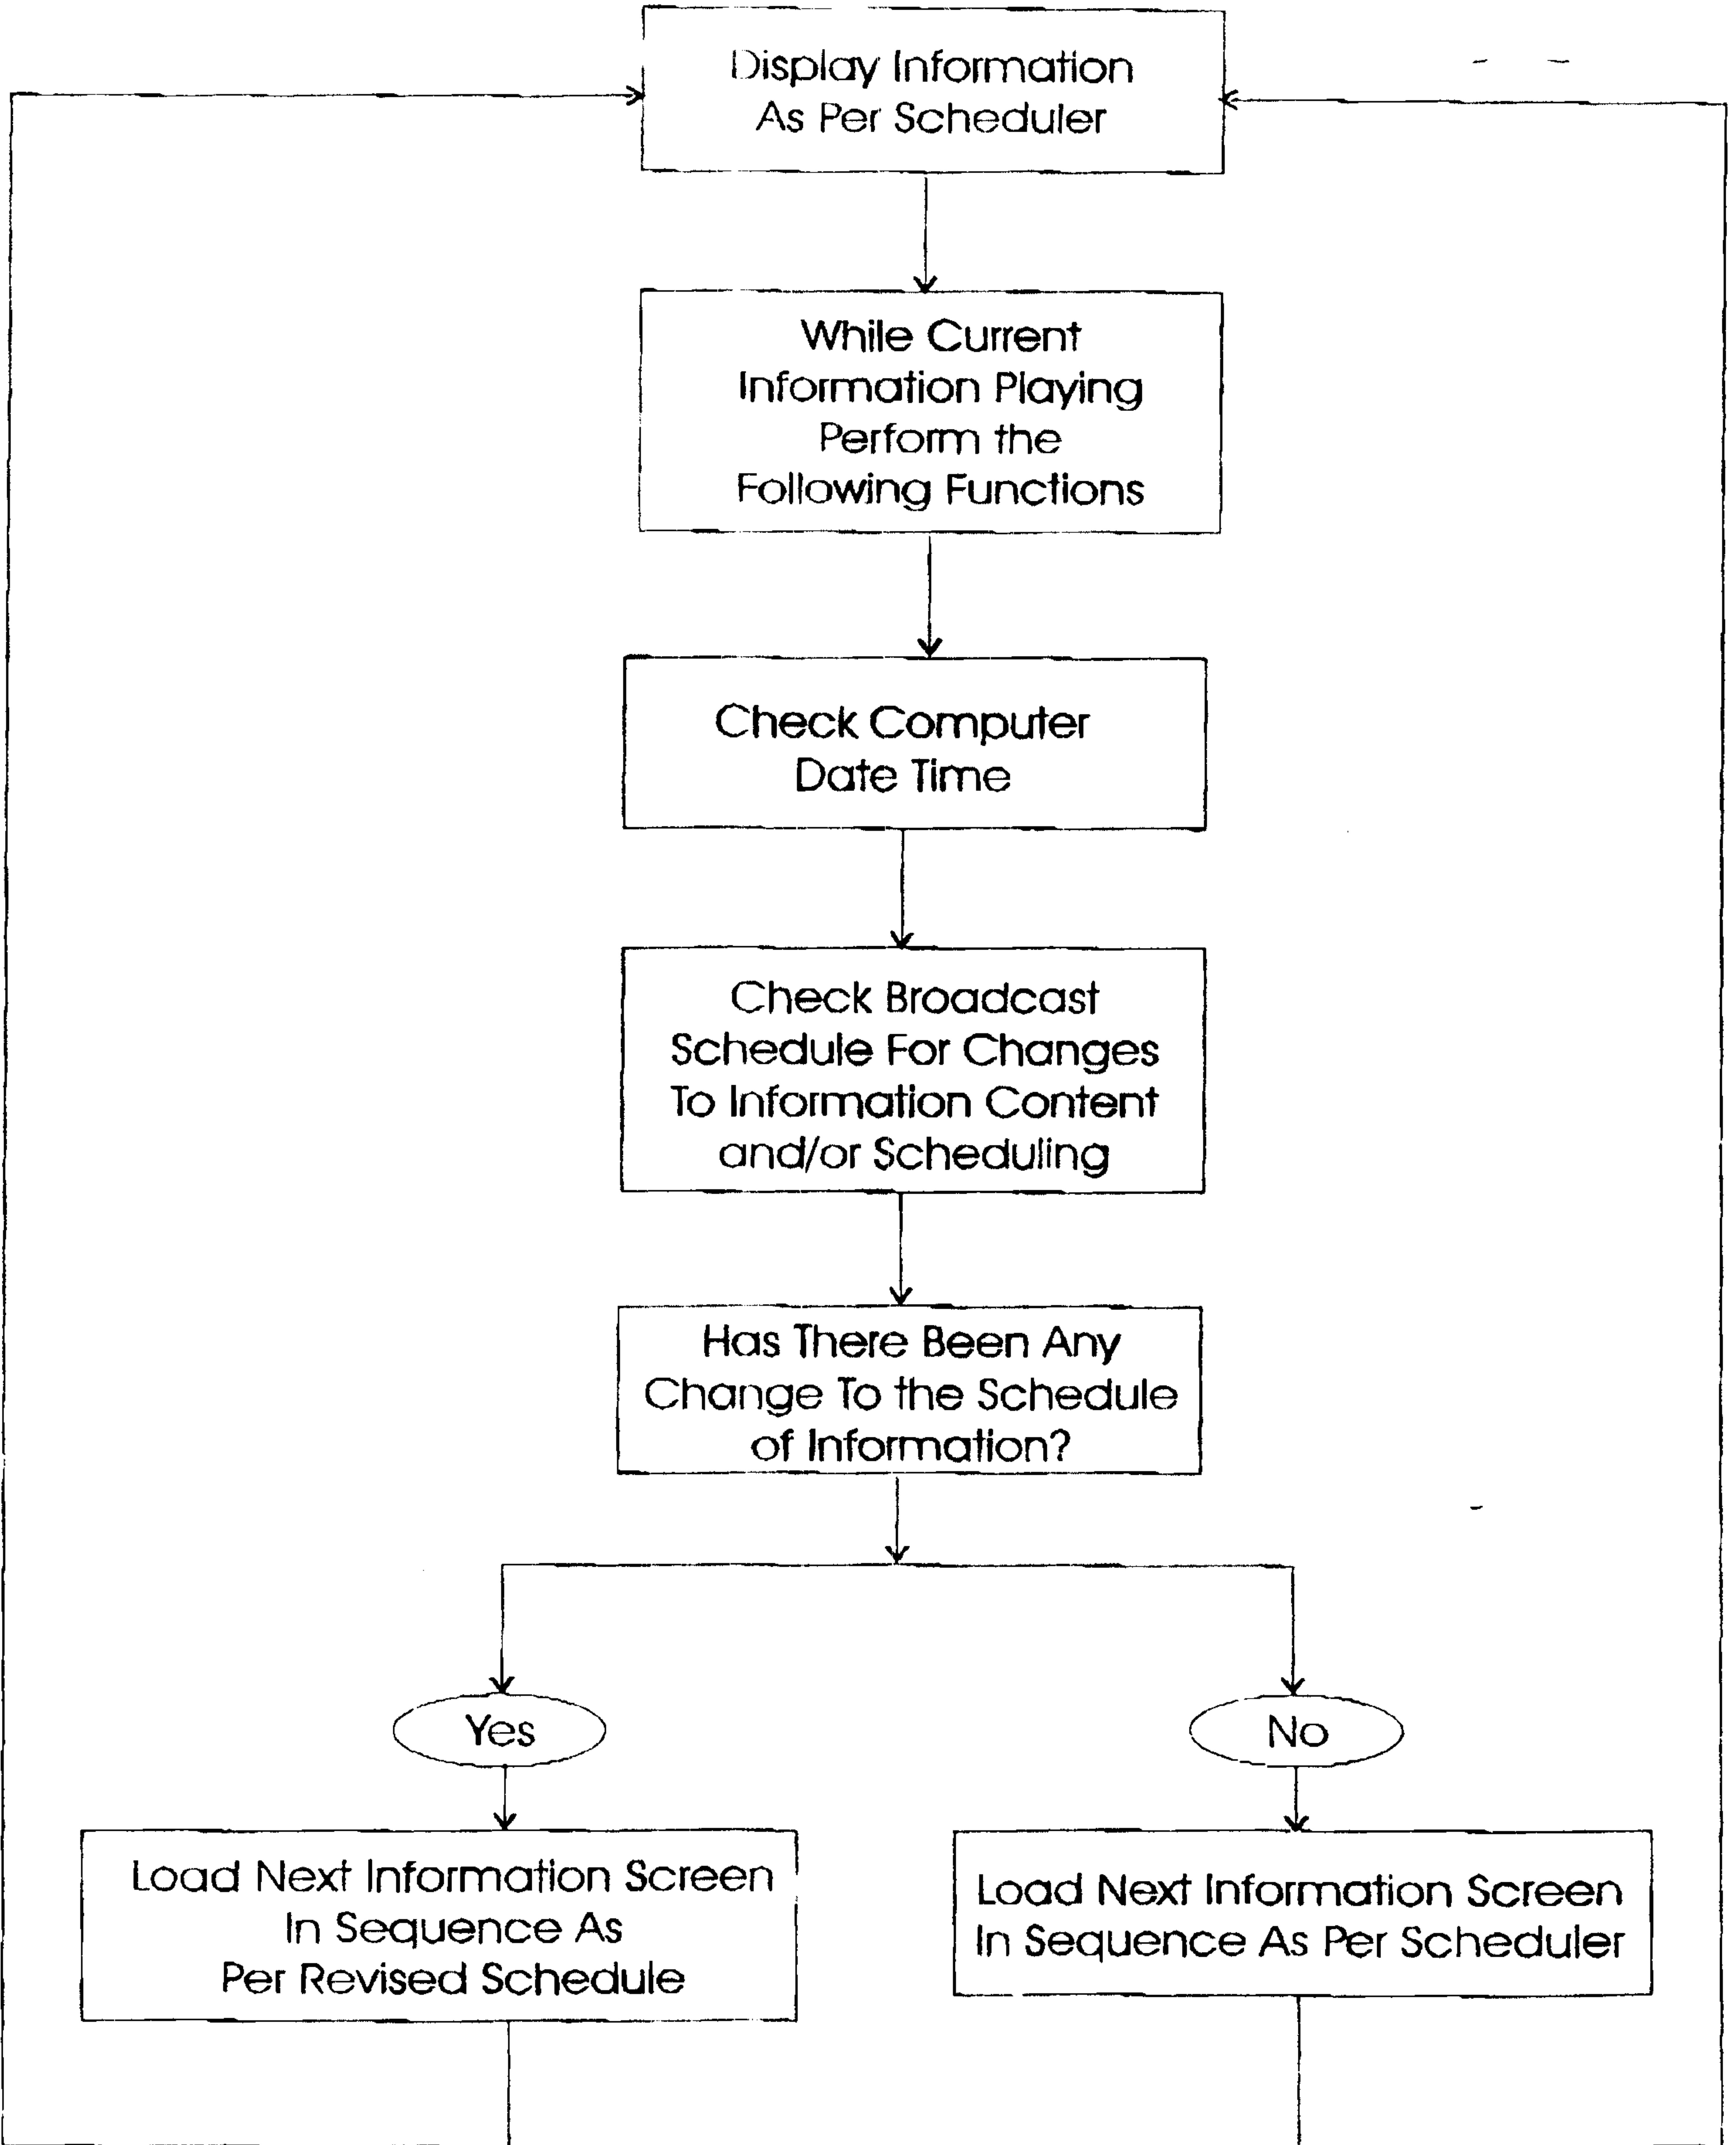 Display Information
As Per Scheduler
While Current
Information Playing
Perform the
Following Functions
Check Computer
Date Time
Check Broadcast
Schedule For Changes
To Information Content
and/or Scheduling
Has There Been Any
Change To the Schedule
of Information?
Yes
No
Load Next Information Screen
In Sequence As
Per Revised Schedule
Load Next Information Screen
In Sequence As Per Scheduler